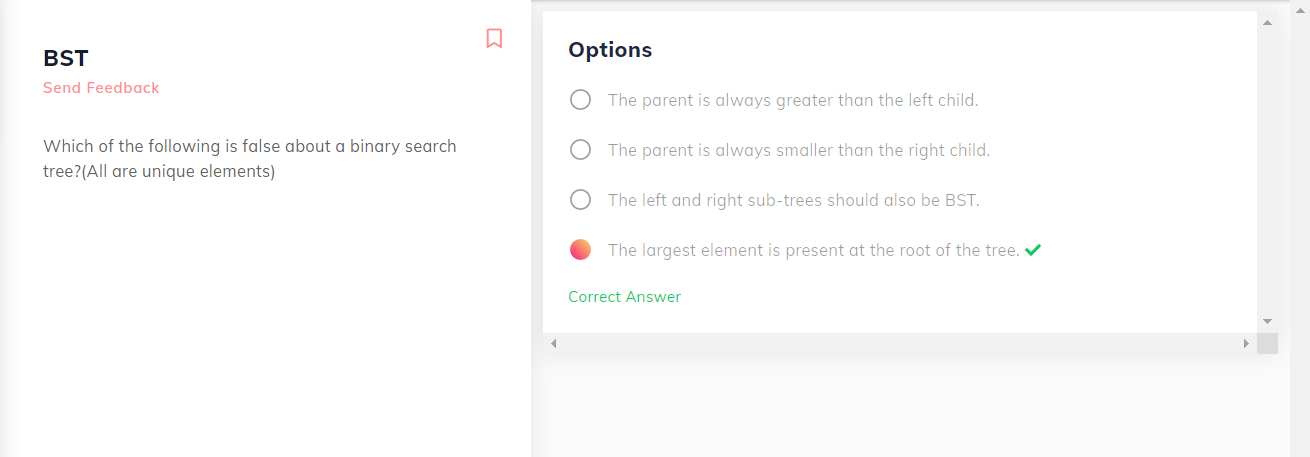 BST
Send Feedback
Which of the following is false about a binary search
tree?(All are unique elements)
Options
The parent is always greater than the left child.
The parent is always smaller than the right child.
The left and right sub-trees should also be BST.
The largest element is present at the root of the tree.
Correct Answer